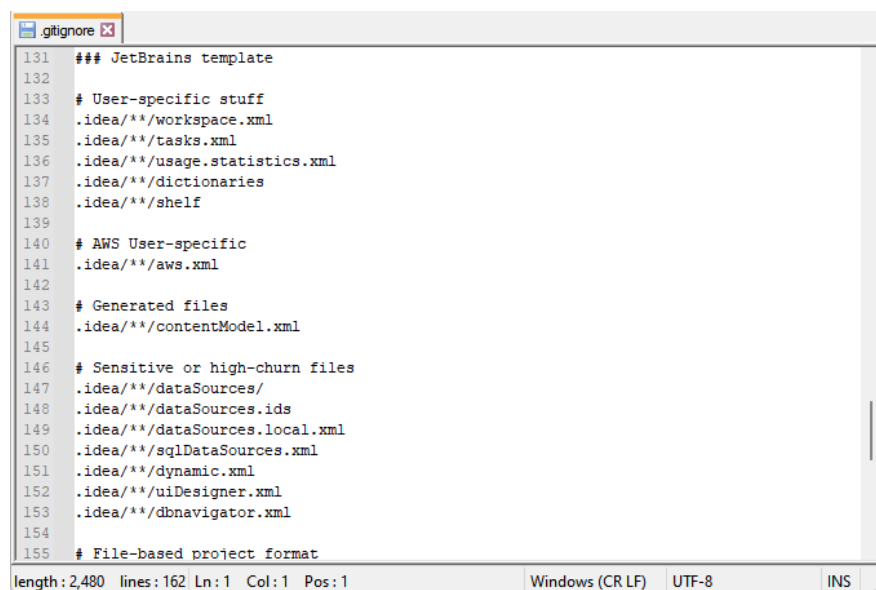 .gitignore
131 ### JetBrains template
132
133 # User-specific stuff
134 .idea/**/workspace.xml
135 .idea/**/tasks.xml
136 .idea/**/usage.statistics.xml
137 .idea/**/dictionaries
138 .idea/**/shelf
139
140 # AWS User-specific
141 .idea/**/aws.xml
142
143 # Generated files
144 .idea/**/contentModel.xml
145
146 # Sensitive or high-churn files
147 .idea/**/dataSources/
148 .idea/**/dataSources.ids
149 .idea/**/dataSources.local.xml
150 .idea/**/sqlDataSources.xml
151 .idea/**/dynamic.xml
152 .idea/**/uiDesigner.xml
153 .idea/**/dbnavigator.xml
154
155 # File-based project format
length : 2,480 lines : 162 Ln : 1 Col : 1 Pos : 1 Windows (CR LF) UTF-8 INS